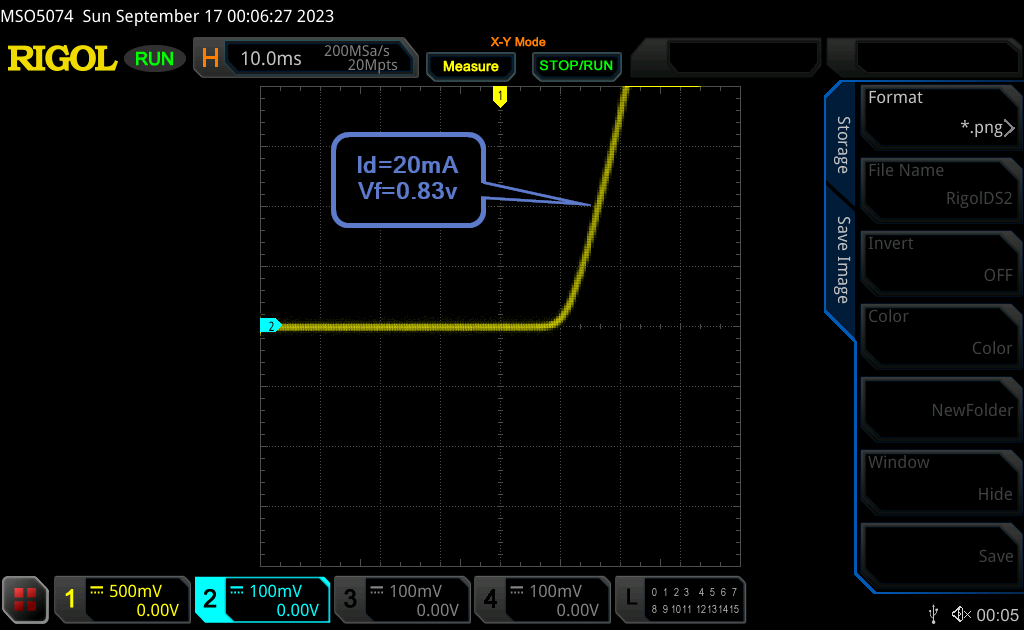 MSO5074 Sun September 17 00:06:27 2023
RIGOL
RUN
H
10.0ms
200MSa/s
20Mpts
X-Y Mode
Measure
STOP/RUN
1
Id=20mA
Vf=0.83v
2
Storage
Save Image
Format
*.png
File Name
RigolDS2
Invert
OFF
Color
Color
NewFolder
Window
Hide
Save
1
500mV
0.00V
2
100mV
0.00V
3
100mV
0.00V
4
100mV
0.00V
L
0 1 2 3 4 5 6 7
8 9 10 11 12 13 14 15
00:05